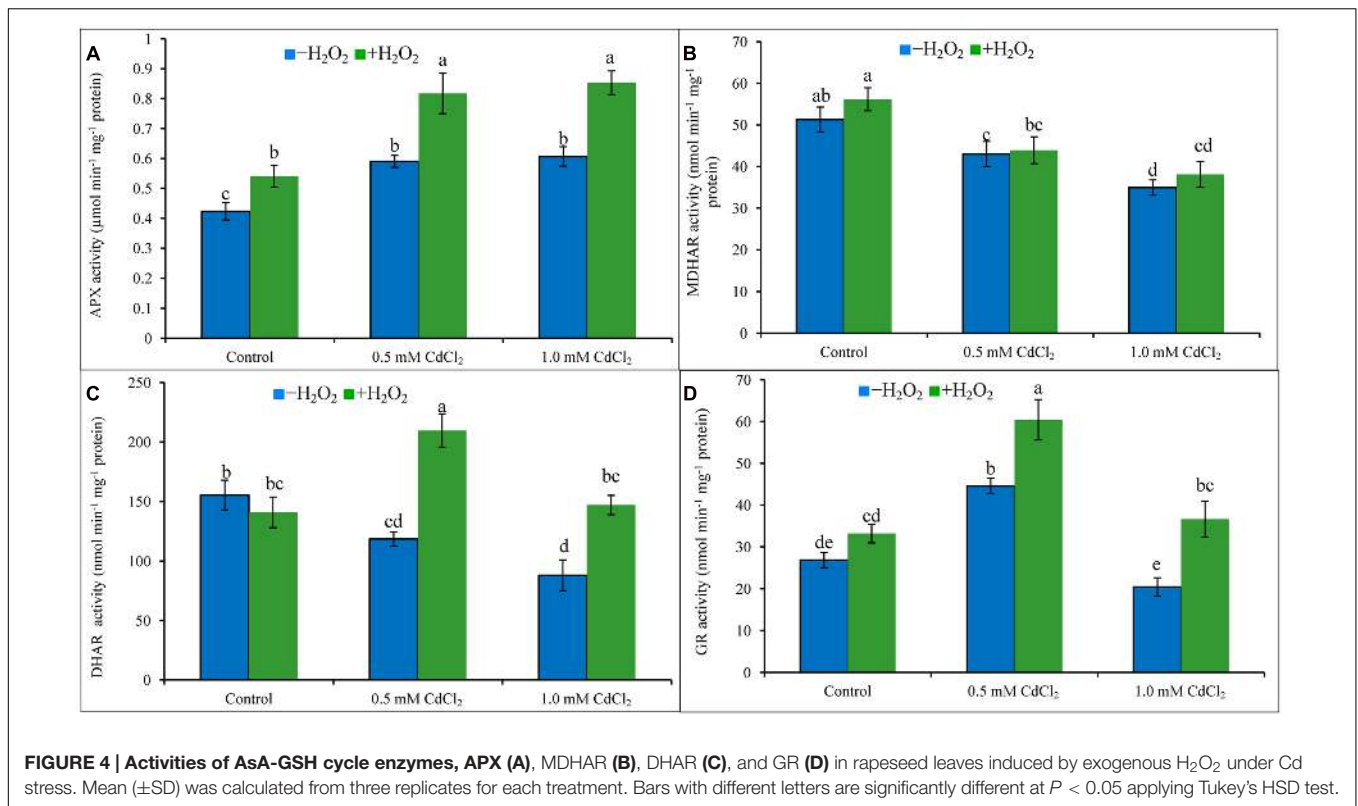 A
−H₂O₂ +H₂O₂
APX activity (µmol min⁻¹ mg⁻¹ protein)
1
0.9
0.8
0.7
0.6
0.5
0.4
0.3
0.2
0.1
0
c
b
b
a
b
a
Control
0.5 mM CdCl₂
1.0 mM CdCl₂
B
−H₂O₂ +H₂O₂
MDHAR activity (nmol min⁻¹ mg⁻¹
protein)
70
60
50
40
30
20
10
0
ab
a
c
bc
d
cd
Control
0.5 mM CdCl₂
1.0 mM CdCl₂
C
−H₂O₂ +H₂O₂
DHAR activity (nmol min⁻¹ mg⁻¹ protein)
250
200
150
100
50
0
b
bc
cd
a
d
bc
Control
0.5 mM CdCl₂
1.0 mM CdCl₂
D
−H₂O₂ +H₂O₂
GR activity (nmol min⁻¹ mg⁻¹ protein)
70
60
50
40
30
20
10
0
de
cd
b
a
e
bc
Control
0.5 mM CdCl₂
1.0 mM CdCl₂
FIGURE 4 | Activities of AsA-GSH cycle enzymes, APX (A), MDHAR (B), DHAR (C), and GR (D) in rapeseed leaves induced by exogenous H₂O₂ under Cd
stress. Mean (±SD) was calculated from three replicates for each treatment. Bars with different letters are significantly different at P < 0.05 applying Tukey's HSD test.